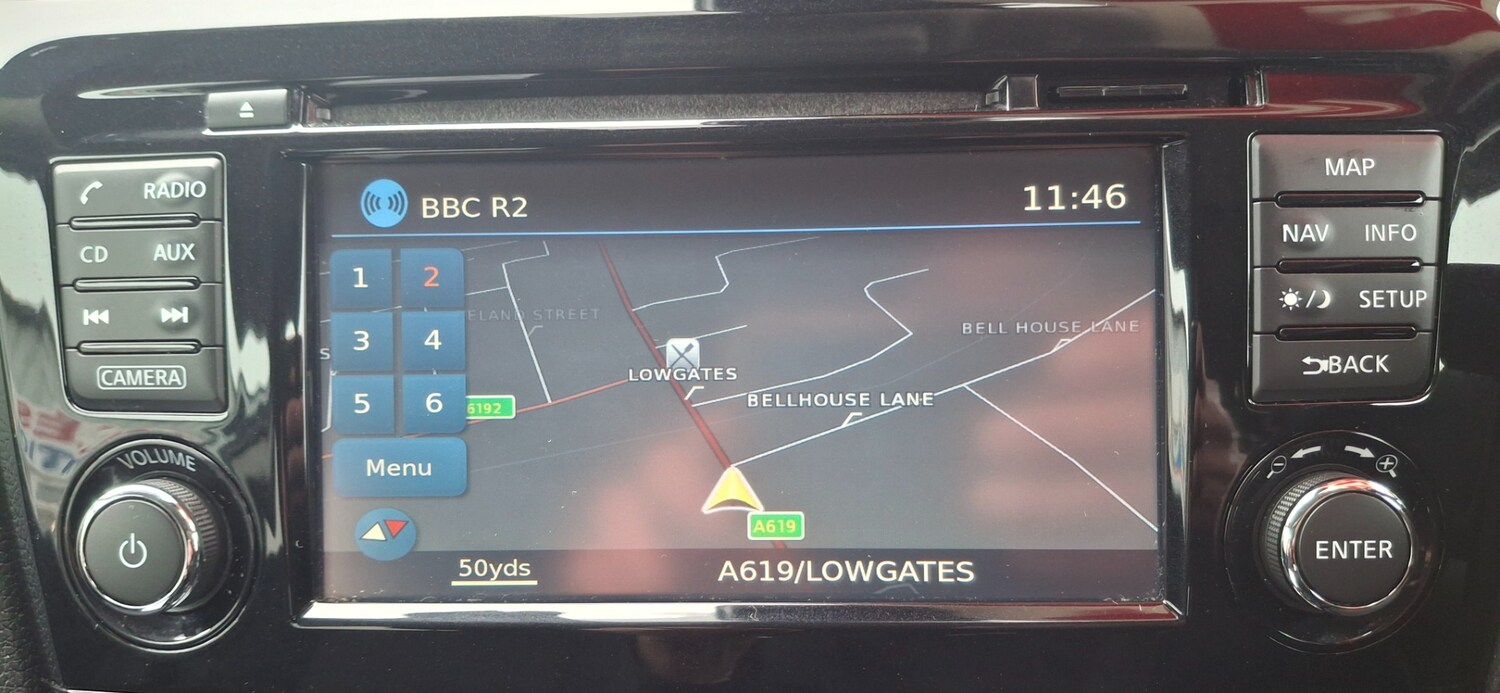 RADIO
CD AUX
CAMERA
VOLUME
BBC R2
11:46
1 2
3 4
5 6
Menu
ELAND STREET
LOWGATES
BELL HOUSE LANE
BELLHOUSE LANE
6192
A619
50yds
A619/LOWGATES
MAP
NAV INFO
SETUP
BACK
ENTER